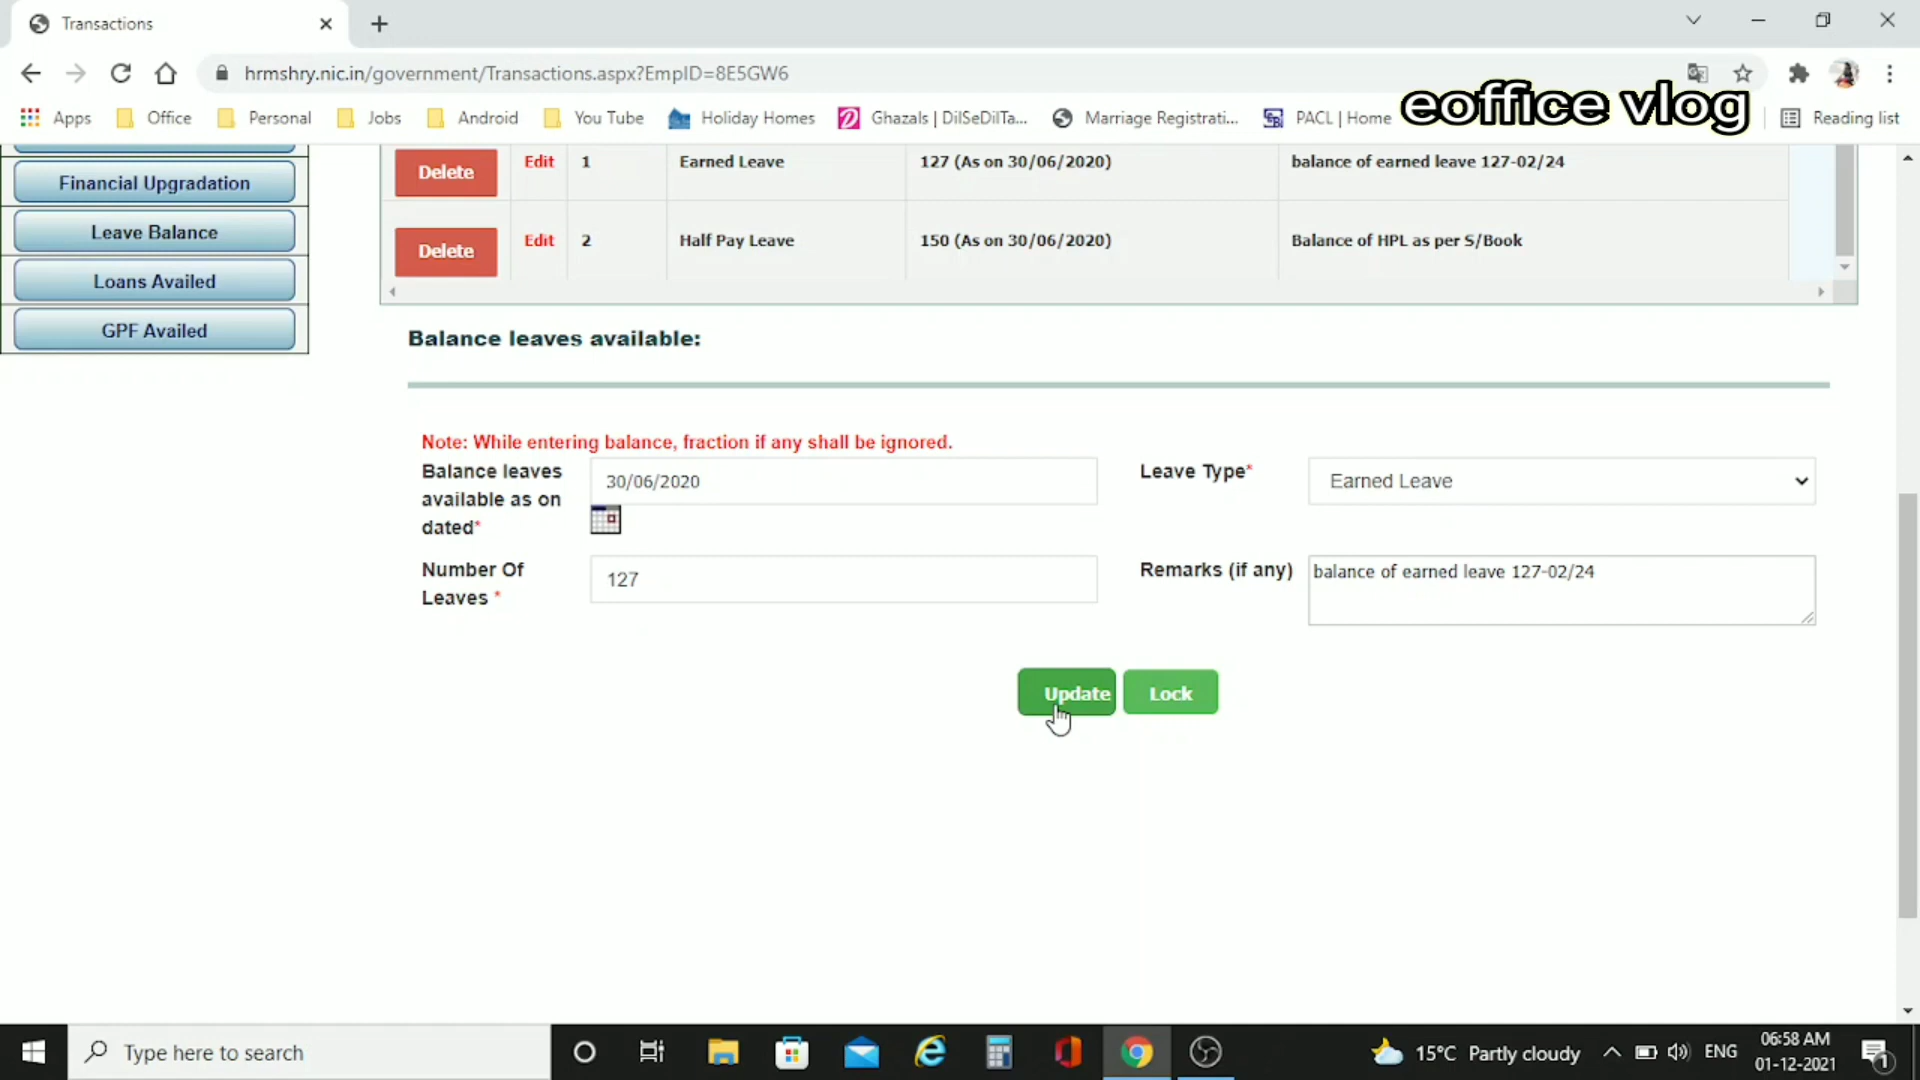 Transactions
hrmshry.nic.in/government/Transactions.aspx?EmpID=8E5GW6
eoffice vlog
Apps Office Personal Jobs Android You Tube Holiday Homes Ghazals | DilSeDilTa... Marriage Registrati... PACL | Home Reading list
Financial Upgradation
Leave Balance
Loans Availed
GPF Availed
Delete Edit 1 Earned Leave 127 (As on 30/06/2020) balance of earned leave 127-02/24
Delete Edit 2 Half Pay Leave 150 (As on 30/06/2020) Balance of HPL as per S/Book
Balance leaves available:
Note: While entering balance, fraction if any shall be ignored.
Balance leaves
available as on
dated*
30/06/2020
Leave Type*
Earned Leave
Number Of
Leaves *
127
Remarks (if any)
balance of earned leave 127-02/24
Update Lock
Type here to search
15°C Partly cloudy
ENG
06:58 AM
01-12-2021
1